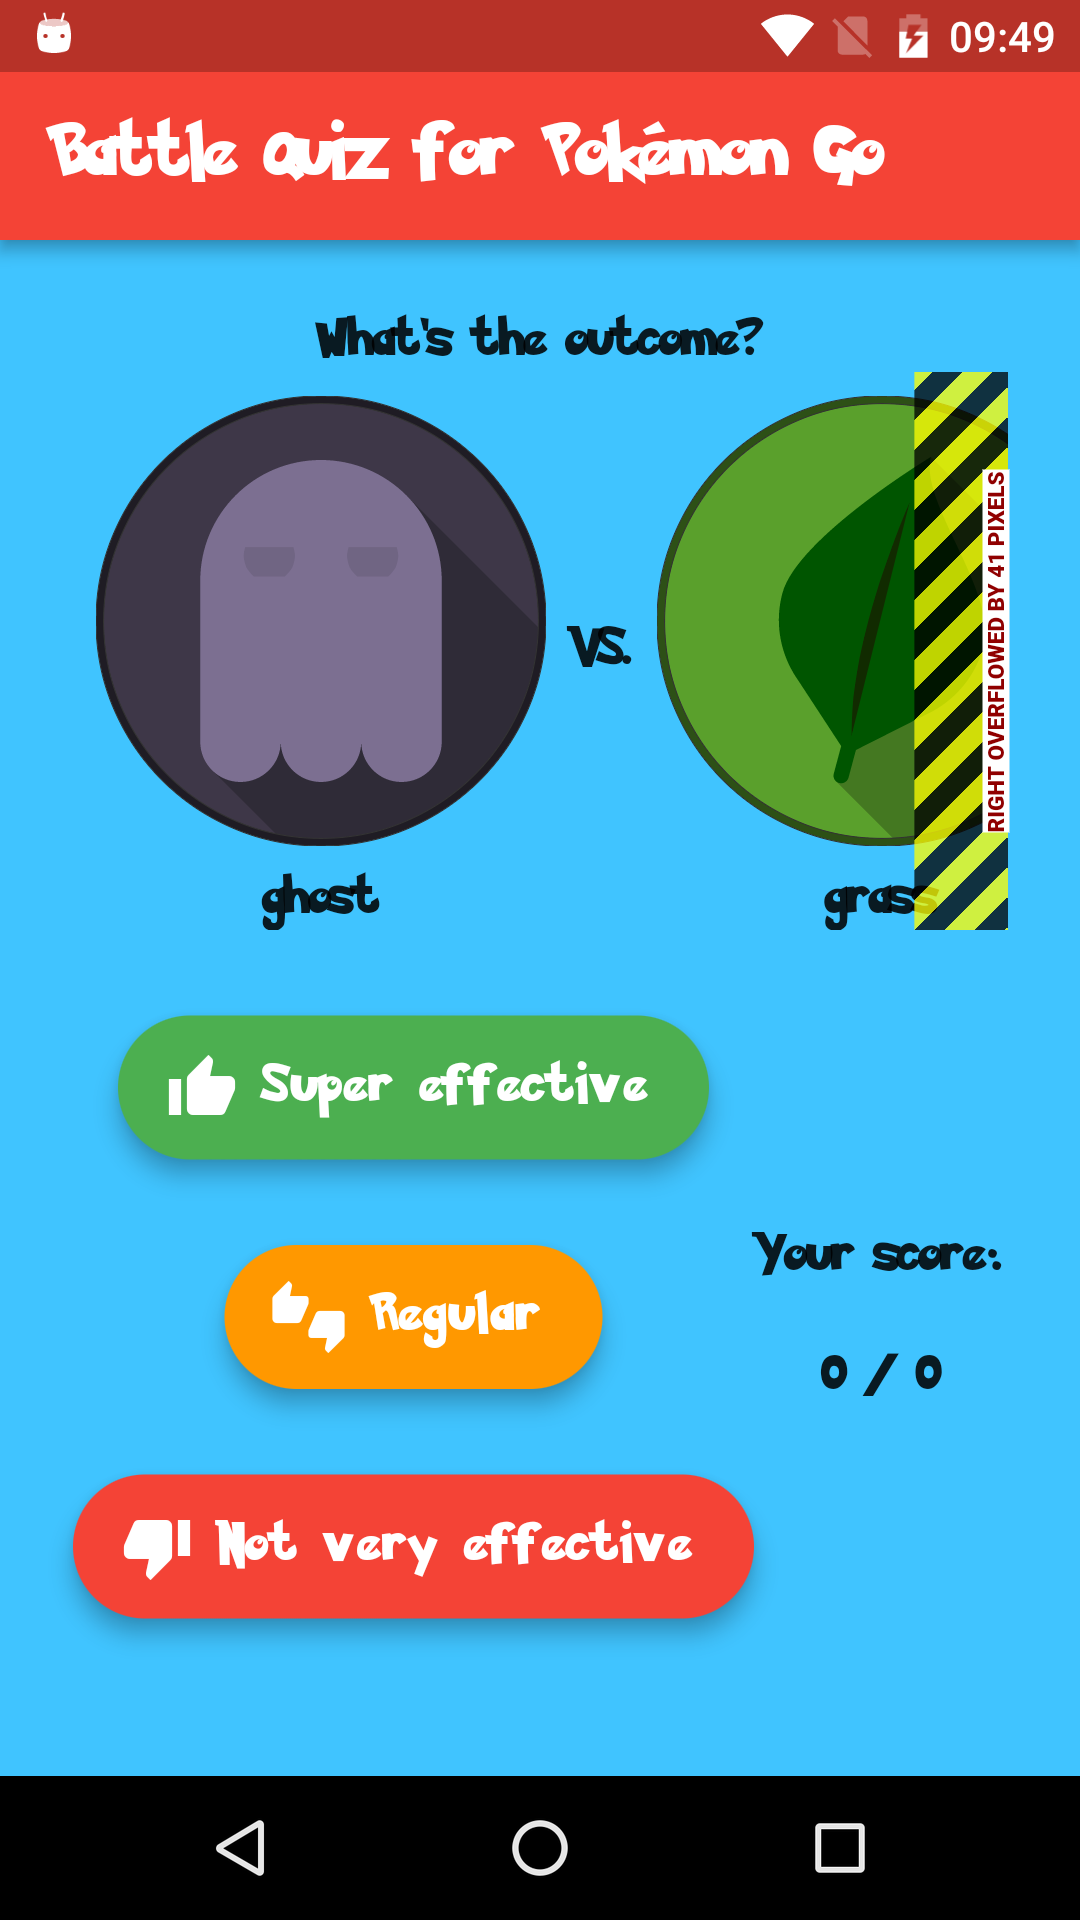 09:49
Battle Quiz for Pokémon Go
What's the outcome?
VS.
RIGHT OVERFLOWED BY 41 PIXELS
ghost
grass
Super effective
Regular
Your score:
0 / 0
Not very effective